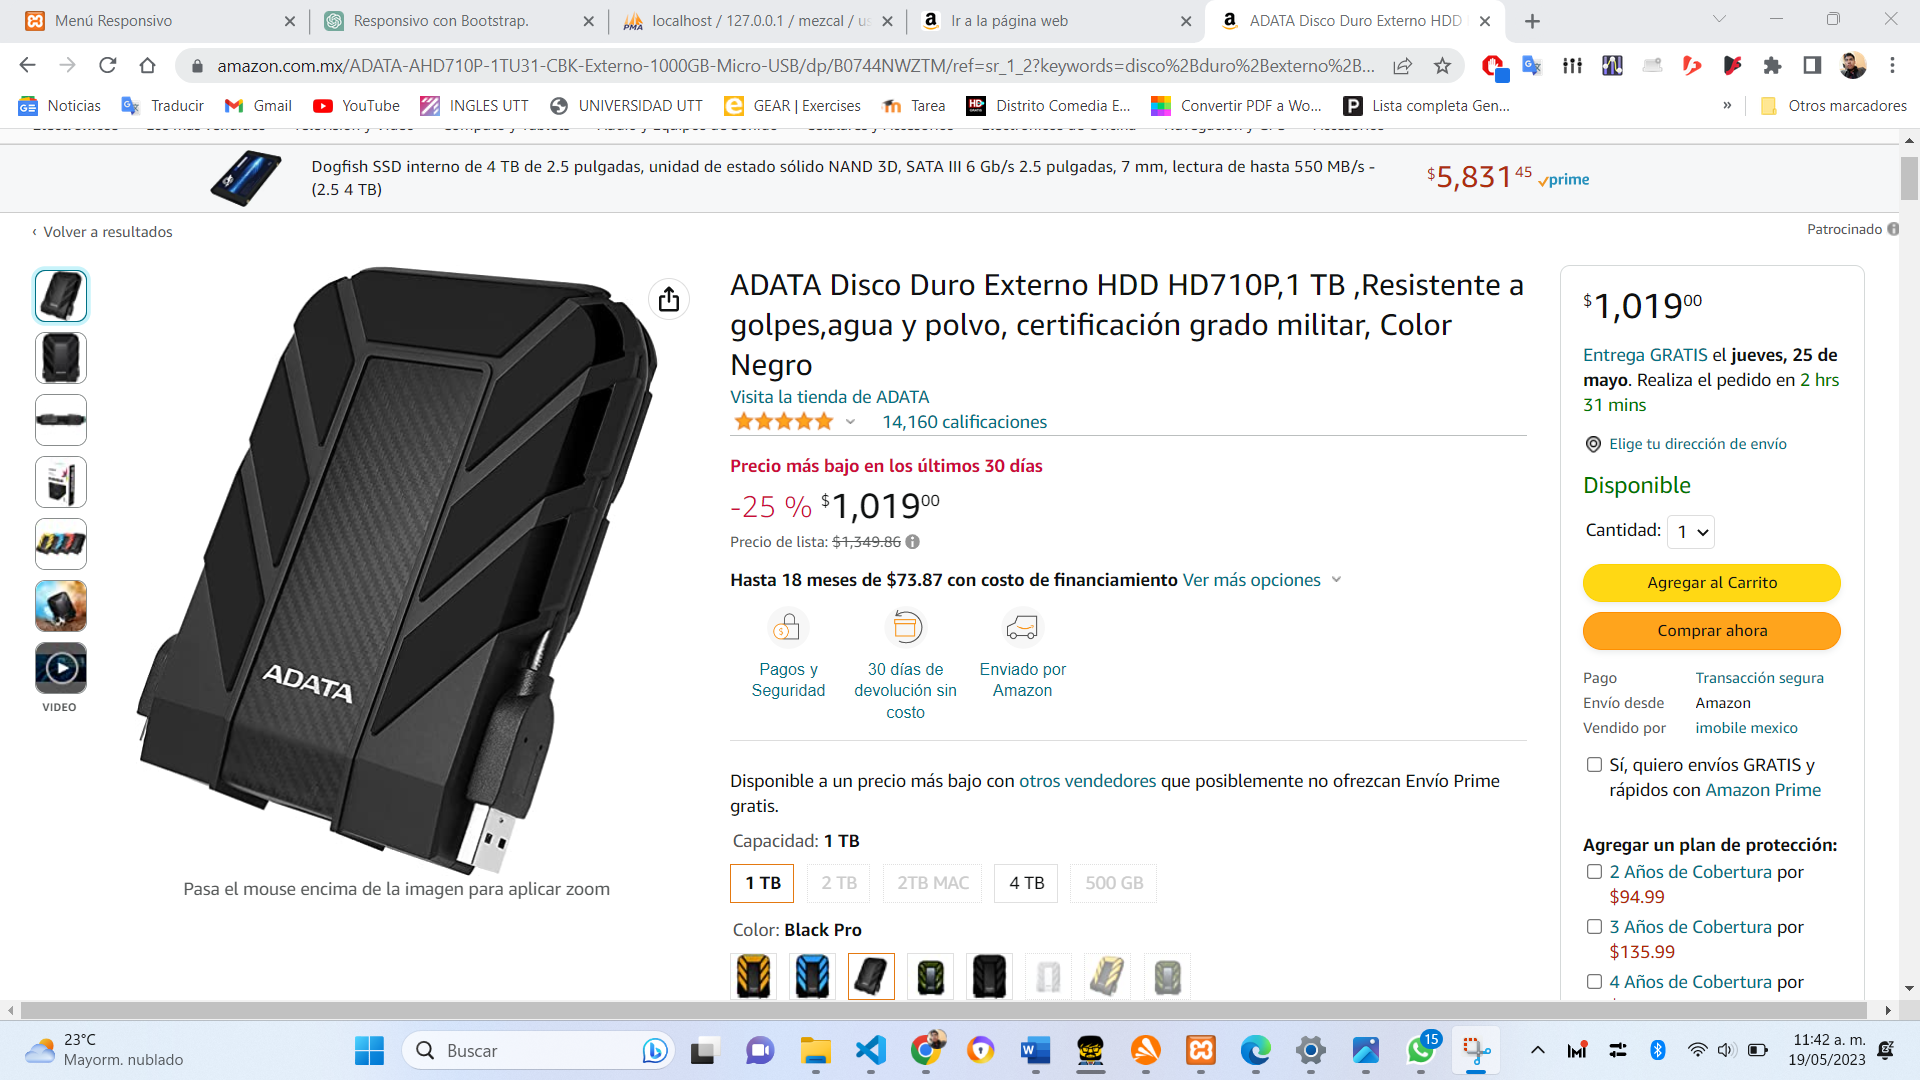 Menú Responsivo
Responsivo con Bootstrap.
localhost / 127.0.0.1 / mezcal / us
Ir a la página web
ADATA Disco Duro Externo HDD
amazon.com.mx/ADATA-AHD710P-1TU31-CBK-Externo-1000GB-Micro-USB/dp/B0744NWZTM/ref=sr_1_2?keywords=disco%2Bduro%2Bexterno%2B...
Noticias
Traducir
Gmail
YouTube
INGLES UTT
UNIVERSIDAD UTT
GEAR | Exercises
Tarea
Distrito Comedia E...
Convertir PDF a Wo...
Lista completa Gen...
»
Otros marcadores
Dogfish SSD interno de 4 TB de 2.5 pulgadas, unidad de estado sólido NAND 3D, SATA III 6 Gb/s 2.5 pulgadas, 7 mm, lectura de hasta 550 MB/s -
(2.5 4 TB)
$5,831 45 prime
‹ Volver a resultados
Patrocinado
ADATA Disco Duro Externo HDD HD710P,1 TB ,Resistente a
golpes,agua y polvo, certificación grado militar, Color
Negro
Visita la tienda de ADATA
14,160 calificaciones
Precio más bajo en los últimos 30 días
-25 % $1,019 00
Precio de lista: $1,349.86
Hasta 18 meses de $73.87 con costo de financiamiento Ver más opciones
Pagos y
Seguridad
30 días de
devolución sin
costo
Enviado por
Amazon
Disponible a un precio más bajo con otros vendedores que posiblemente no ofrezcan Envío Prime
gratis.
Capacidad: 1 TB
1 TB
2 TB
2TB MAC
4 TB
500 GB
Color: Black Pro
ADATA
VIDEO
Pasa el mouse encima de la imagen para aplicar zoom
$1,019 00
Entrega GRATIS el jueves, 25 de
mayo. Realiza el pedido en 2 hrs
31 mins
Elige tu dirección de envío
Disponible
Cantidad: 1
Agregar al Carrito
Comprar ahora
Pago Transacción segura
Envío desde Amazon
Vendido por imobile mexico
Sí, quiero envíos GRATIS y
rápidos con Amazon Prime
Agregar un plan de protección:
2 Años de Cobertura por
$94.99
3 Años de Cobertura por
$135.99
4 Años de Cobertura por
23°C
Mayorm. nublado
Buscar
15
11:42 a. m.
19/05/2023